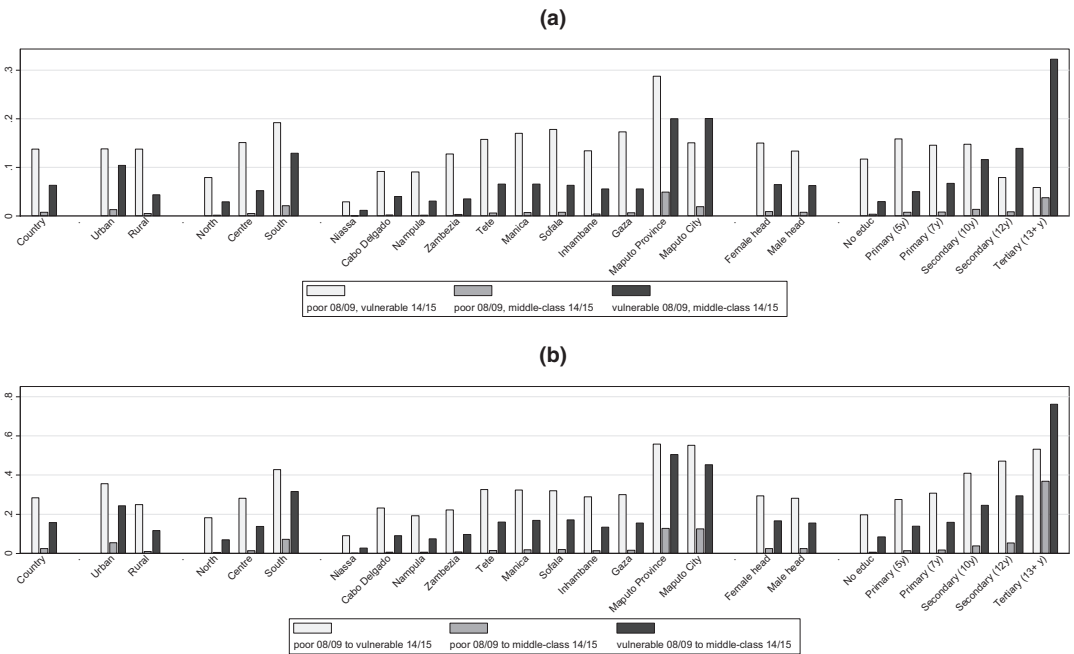 (a)
.3
.2
.1
0
Country
Urban
Rural
North
Centre
South
Niassa
Cabo Delgado
Nampula
Zambezia
Tete
Manica
Sofala
Inhambane
Gaza
Maputo Province
Maputo City
Female head
Male head
No educ
Primary (5y)
Primary (7y)
Secondary (10y)
Secondary (12y)
Tertiary (13+ y)
poor 08/09, vulnerable 14/15
poor 08/09, middle-class 14/15
vulnerable 08/09, middle-class 14/15
(b)
.8
.6
.4
.2
0
Country
Urban
Rural
North
Centre
South
Niassa
Cabo Delgado
Nampula
Zambezia
Tete
Manica
Sofala
Inhambane
Gaza
Maputo Province
Maputo City
Female head
Male head
No educ
Primary (5y)
Primary (7y)
Secondary (10y)
Secondary (12y)
Tertiary (13+ y)
poor 08/09 to vulnerable 14/15
poor 08/09 to middle-class 14/15
vulnerable 08/09 to middle-class 14/15